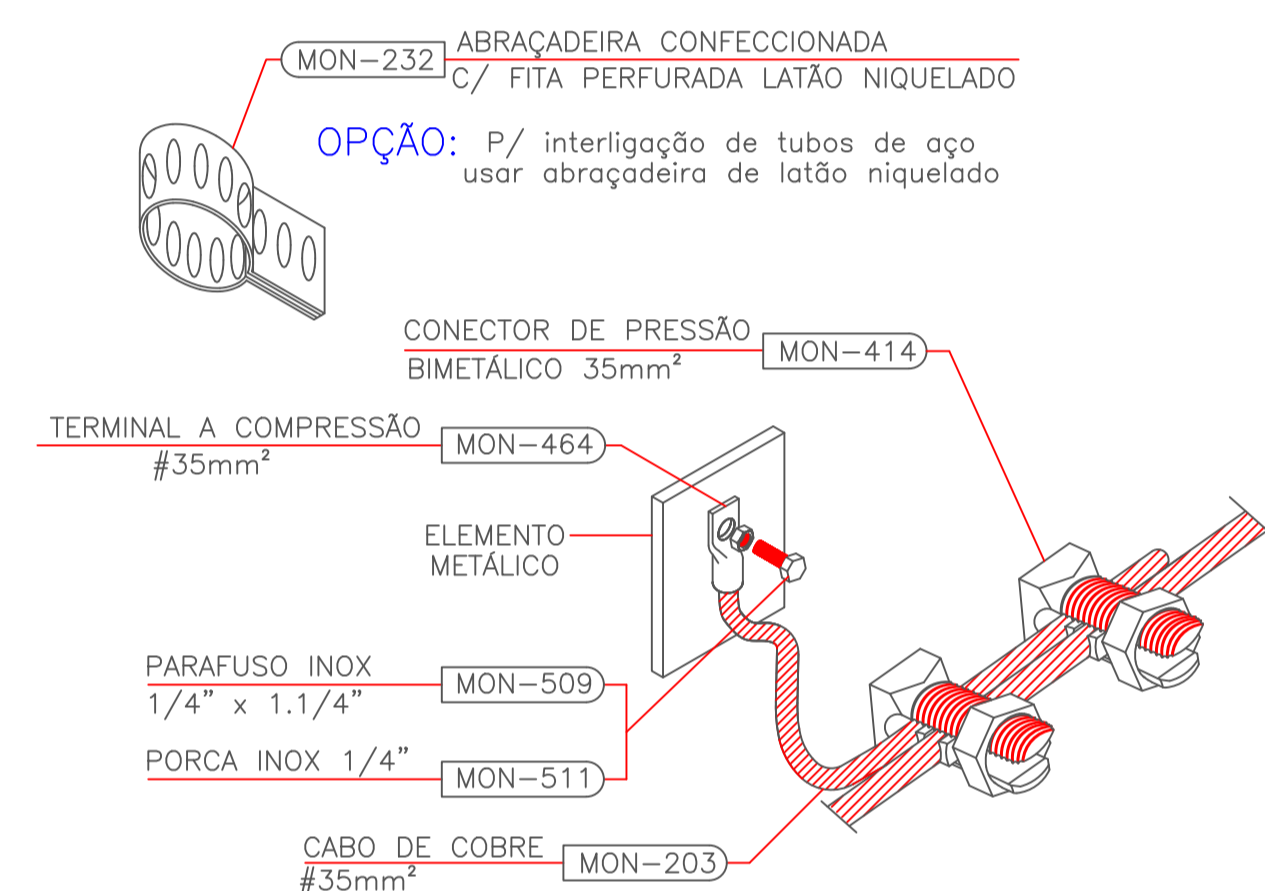 MON-232
ABRAÇADEIRA CONFECCIONADA
C/ FITA PERFURADA LATÃO NIQUELADO
OPÇÃO: P/ interligação de tubos de aço
usar abraçadeira de latão niquelado
CONECTOR DE PRESSÃO
BIMETÁLICO 35mm²
MON-414
TERMINAL A COMPRESSÃO
#35mm²
MON-464
ELEMENTO
METÁLICO
PARAFUSO INOX
1/4" x 1.1/4"
MON-509
PORCA INOX 1/4"
MON-511
CABO DE COBRE
#35mm²
MON-203